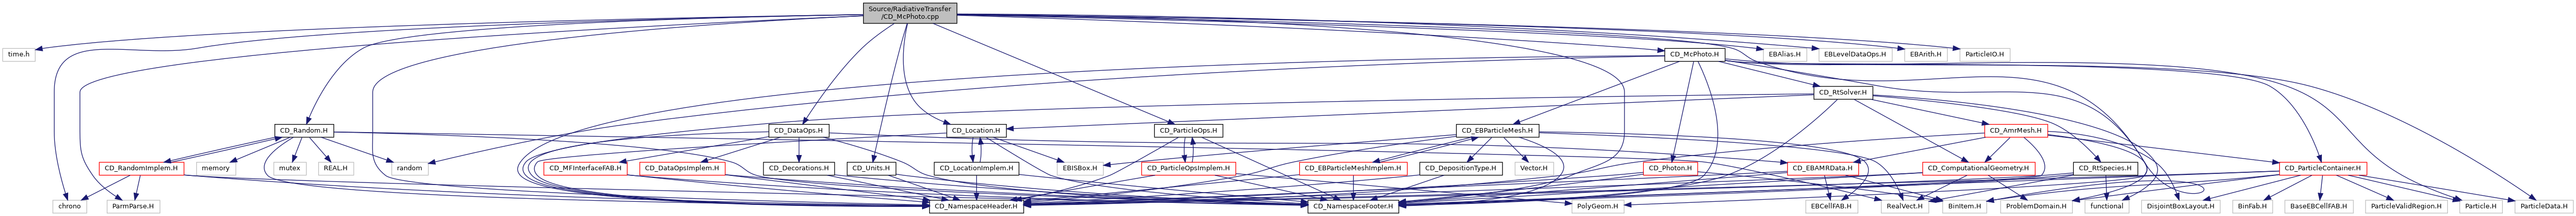 Source/RadiativeTransfer
/CD_McPhoto.cpp
time.h
CD_McPhoto.H
EBAlias.H
EBLevelDataOps.H
EBArith.H
ParticleIO.H
CD_RtSolver.H
CD_Random.H
CD_DataOps.H
CD_Location.H
CD_ParticleOps.H
CD_EBParticleMesh.H
CD_AmrMesh.H
CD_RandomImplem.H
memory
mutex
REAL.H
random
CD_MFInterfaceFAB.H
CD_DataOpsImplem.H
CD_Decorations.H
CD_Units.H
CD_LocationImplem.H
EBISBox.H
CD_ParticleOpsImplem.H
CD_EBParticleMeshImplem.H
CD_DepositionType.H
Vector.H
CD_Photon.H
CD_EBAMRData.H
CD_ComputationalGeometry.H
CD_RtSpecies.H
CD_ParticleContainer.H
chrono
ParmParse.H
CD_NamespaceHeader.H
CD_NamespaceFooter.H
PolyGeom.H
EBCellFAB.H
RealVect.H
BinItem.H
ProblemDomain.H
functional
DisjointBoxLayout.H
BinFab.H
BaseEBCellFAB.H
ParticleValidRegion.H
Particle.H
ParticleData.H